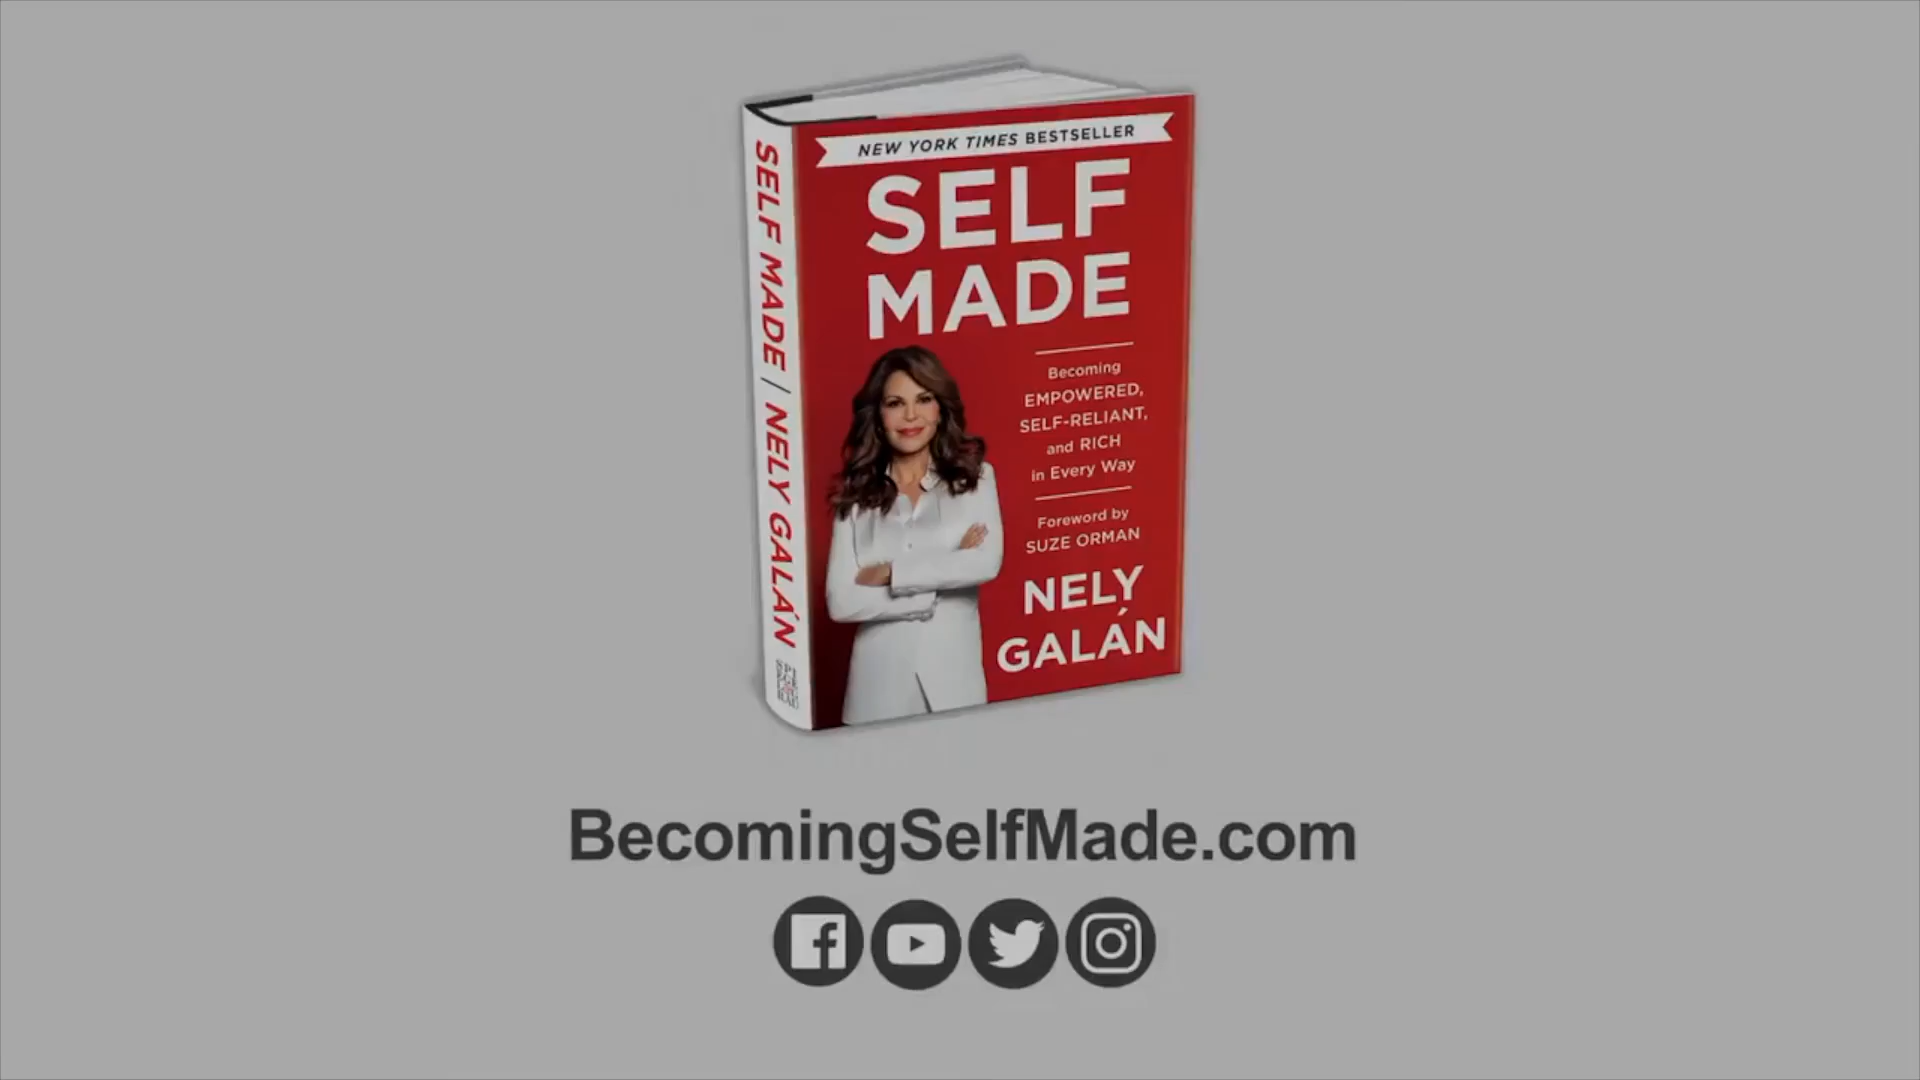 SELF MADE | NELY GALÁN
NEW YORK TIMES BESTSELLER
SELF
MADE
Becoming
EMPOWERED,
SELF-RELIANT,
and RICH
in Every Way
Foreword by
SUZE ORMAN
NELY
GALÁN
BecomingSelfMade.com